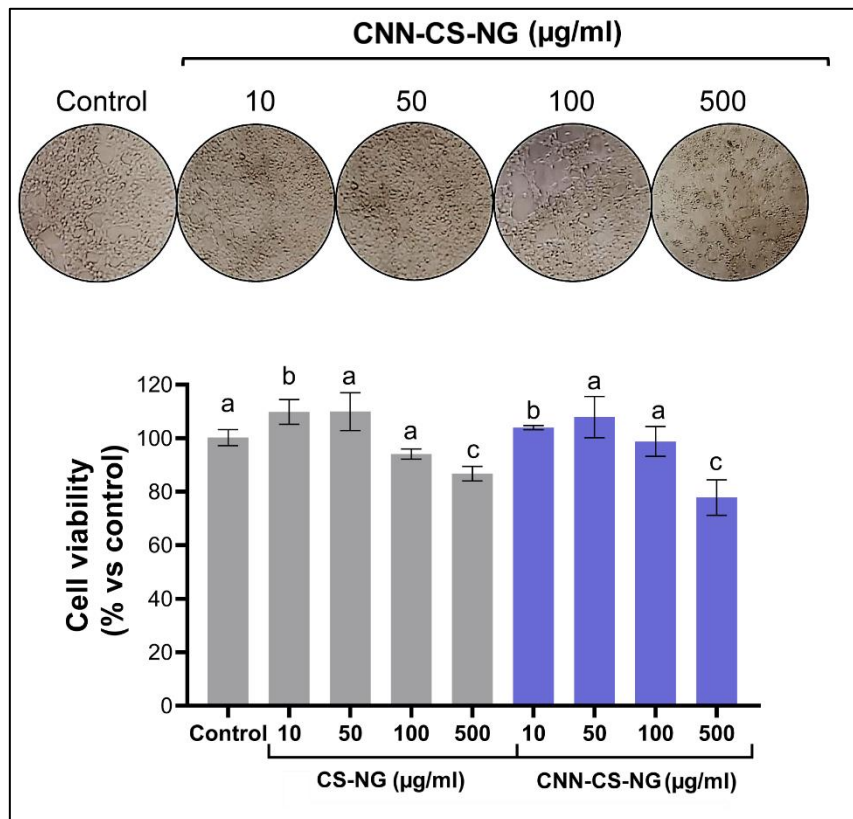 CNN-CS-NG (µg/ml)
Control 10 50 100 500
Cell viability
(% vs control)
120
100
80
60
40
20
0
a b a a c b a a c
Control 10 50 100 500 10 50 100 500
CS-NG (µg/ml) CNN-CS-NG (µg/ml)